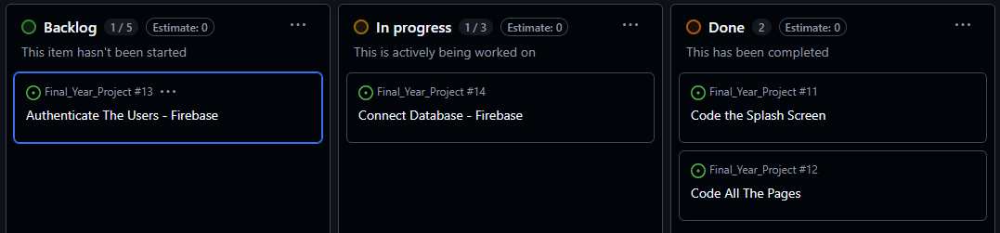 Backlog 1 / 5 Estimate: 0
This item hasn't been started
Final_Year_Project #13
Authenticate The Users - Firebase
In progress 1 / 3 Estimate: 0
This is actively being worked on
Final_Year_Project #14
Connect Database - Firebase
Done 2 Estimate: 0
This has been completed
Final_Year_Project #11
Code the Splash Screen
Final_Year_Project #12
Code All The Pages